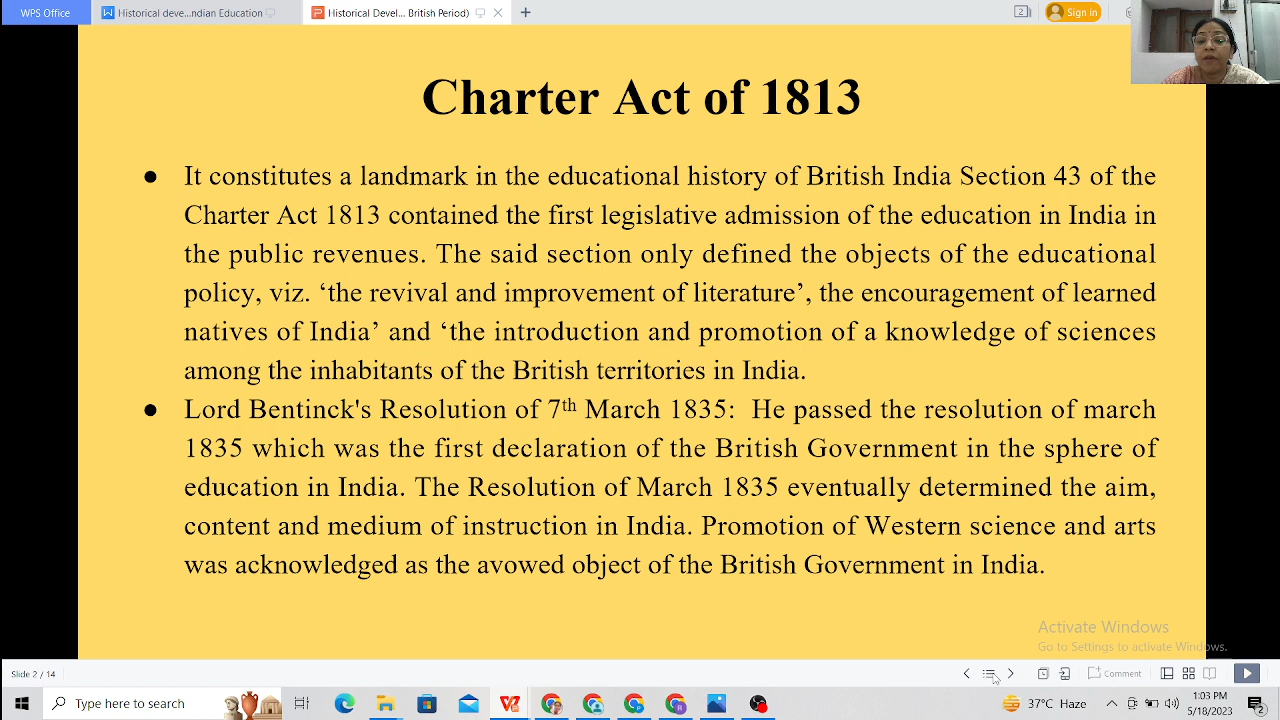 WPS Office
Historical deve...ndian Education
Historical Devel... British Period)
2
Sign in
Charter Act of 1813
● It constitutes a landmark in the educational history of British India Section 43 of the
Charter Act 1813 contained the first legislative admission of the education in India in
the public revenues. The said section only defined the objects of the educational
policy, viz. ‘the revival and improvement of literature’, the encouragement of learned
natives of India’ and ‘the introduction and promotion of a knowledge of sciences
among the inhabitants of the British territories in India.
● Lord Bentinck's Resolution of 7th March 1835: He passed the resolution of march
1835 which was the first declaration of the British Government in the sphere of
education in India. The Resolution of March 1835 eventually determined the aim,
content and medium of instruction in India. Promotion of Western science and arts
was acknowledged as the avowed object of the British Government in India.
Activate Windows
Go to Settings to activate Windows.
Slide 2 / 14
Comment
Type here to search
37°C Haze
1:03 PM
5/18/2023
2